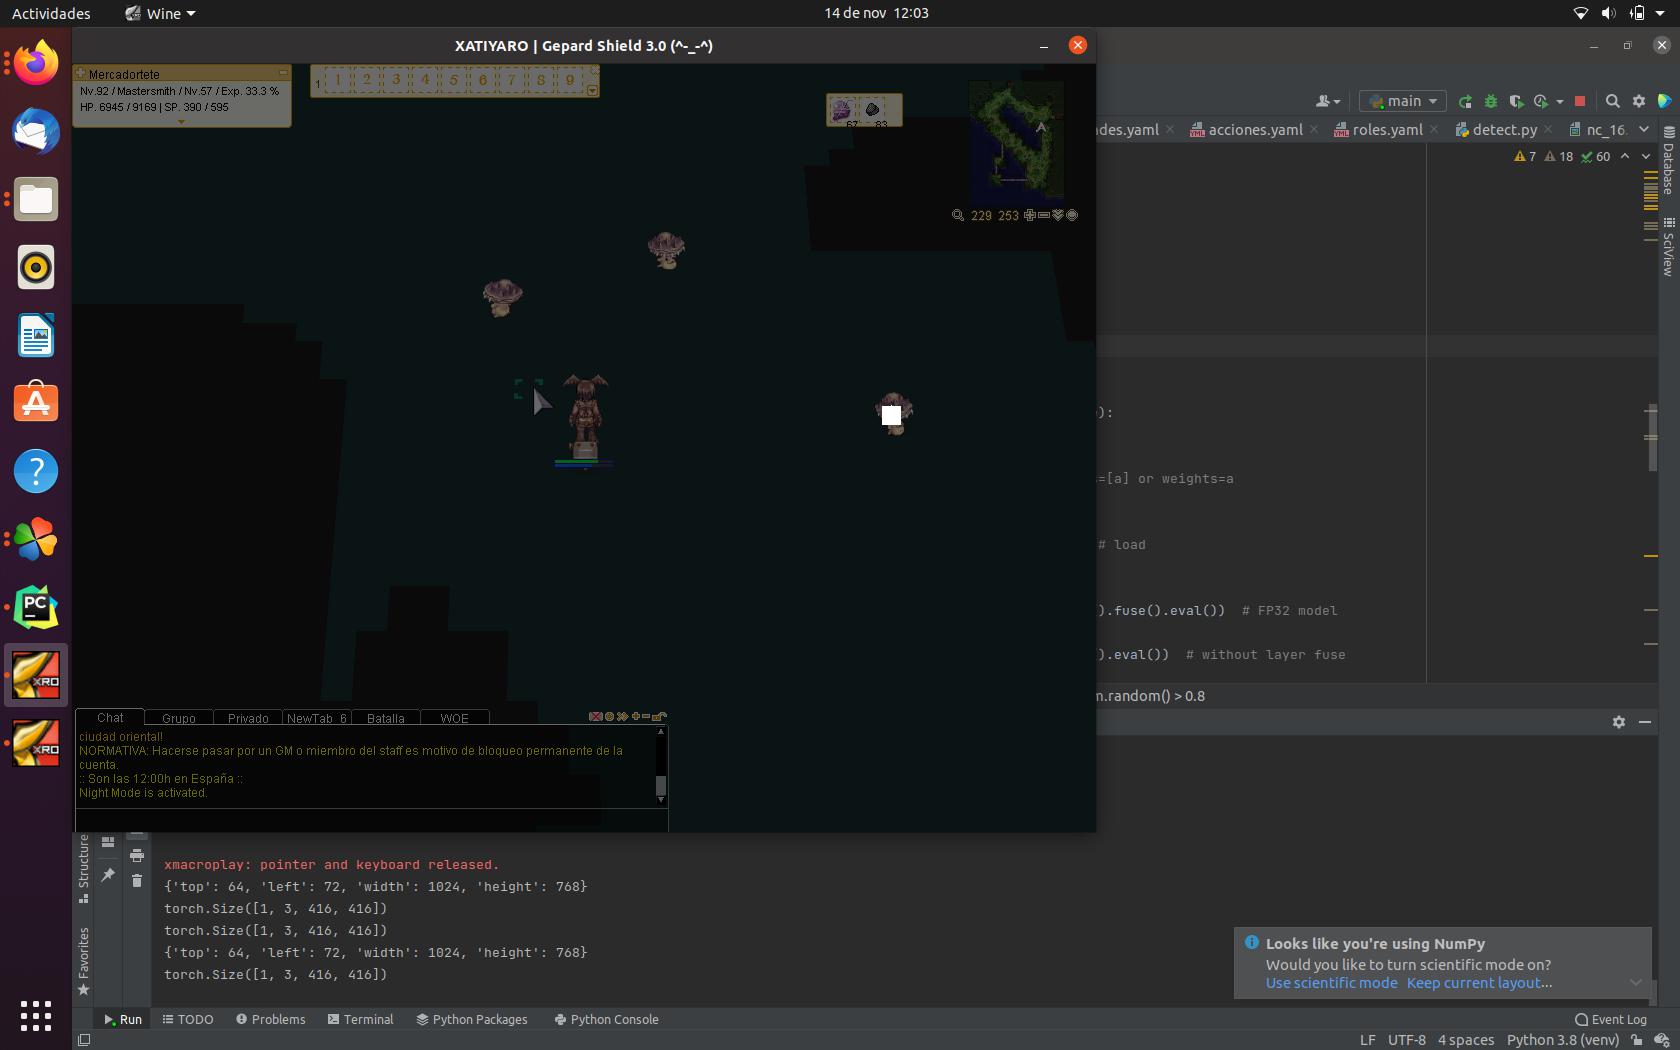 Actividades
Wine
14 de nov 12:03
XATIYARO | Gepard Shield 3.0 (^-_-^)
Mercadortete
Nv.92 / Mastersmith / Nv.57 / Exp. 33.3 %
HP. 6945 / 9169 | SP. 390 / 595
1 1 2 3 4 5 6 7 8 9
67 83
229 253
main
des.yaml
acciones.yaml
roles.yaml
detect.py
nc_16.
7 18 60
Database
SciView
):
=[a] or weights=a
# load
).fuse().eval()) # FP32 model
).eval()) # without layer fuse
m.random() > 0.8
PC
XRO
XRO
Chat Grupo Privado NewTab_6 Batalla WOE
ciudad oriental!
NORMATIVA: Hacerse pasar por un GM o miembro del staff es motivo de bloqueo permanente de la
cuenta.
:: Son las 12:00h en España ::
Night Mode is activated.
Structure
Favorites
xmacroplay: pointer and keyboard released.
{'top': 64, 'left': 72, 'width': 1024, 'height': 768}
torch.Size([1, 3, 416, 416])
torch.Size([1, 3, 416, 416])
{'top': 64, 'left': 72, 'width': 1024, 'height': 768}
torch.Size([1, 3, 416, 416])
Looks like you're using NumPy
Would you like to turn scientific mode on?
Use scientific mode Keep current layout...
Run TODO Problems Terminal Python Packages Python Console
Event Log
LF UTF-8 4 spaces Python 3.8 (venv)